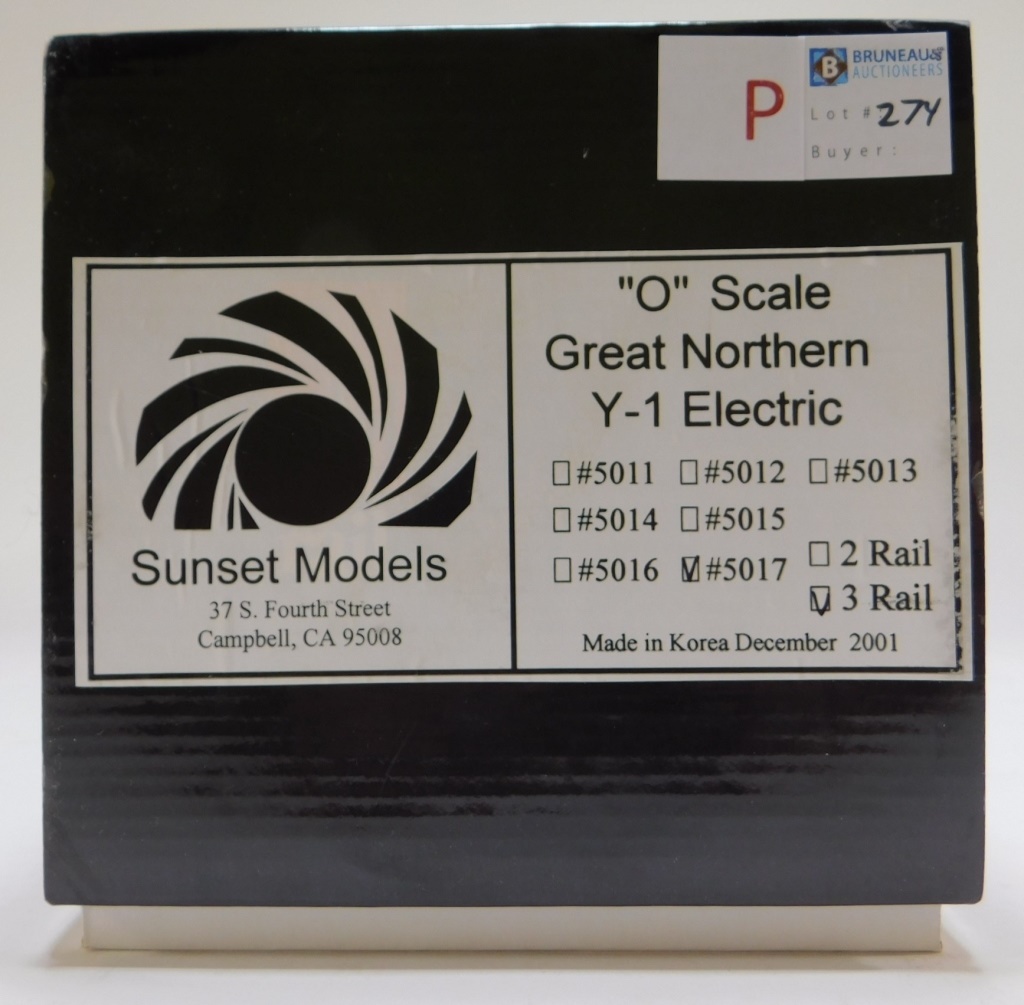 P
B
BRUNEAU &
AUCTIONEERS
Lot # 274
Buyer:
Sunset Models
37 S. Fourth Street
Campbell, CA 95008
"O" Scale
Great Northern
Y-1 Electric
☐ #5011 ☐ #5012 ☐ #5013
☐ #5014 ☐ #5015
☐ #5016 ☑ #5017
☐ 2 Rail
☑ 3 Rail
Made in Korea December 2001